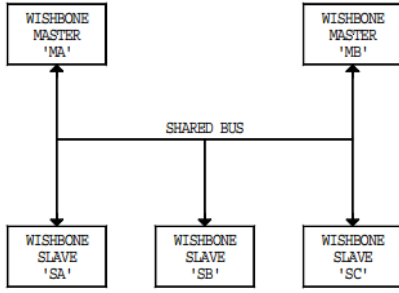 WISHBONE
MASTER
'MA'
WISHBONE
MASTER
'MB'
SHARED BUS
WISHBONE
SLAVE
'SA'
WISHBONE
SLAVE
'SB'
WISHBONE
SLAVE
'SC'